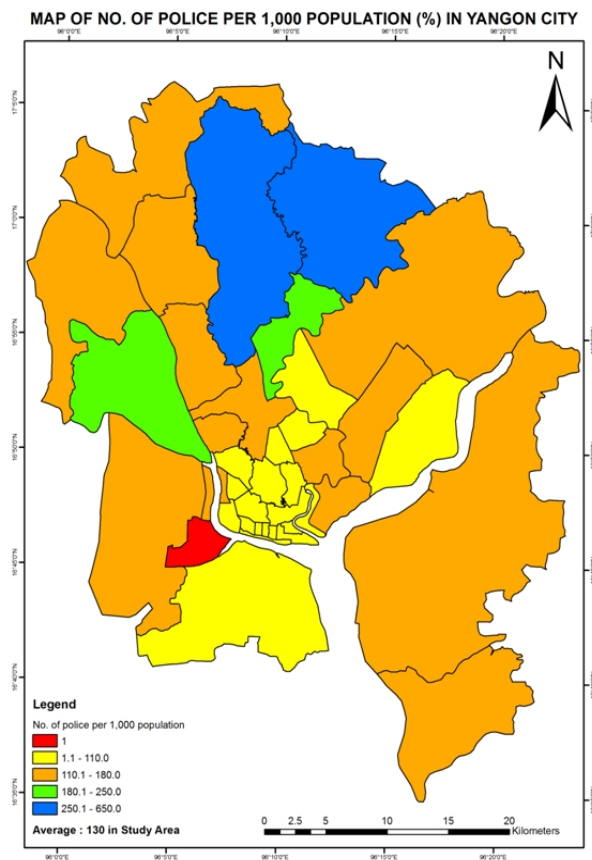 MAP OF NO. OF POLICE PER 1,000 POPULATION (%) IN YANGON CITY
96°0'0"E 96°5'0"E 96°10'0"E 96°15'0"E 96°20'0"E
N
17°5'0"N
17°0'0"N
16°55'0"N
16°50'0"N
16°45'0"N
16°40'0"N
16°35'0"N
Legend
No. of police per 1,000 population
1
1.1 - 110.0
110.1 - 180.0
180.1 - 250.0
250.1 - 650.0
Average : 130 in Study Area
0 2.5 5 10 15 20
Kilometers
96°0'0"E 96°5'0"E 96°10'0"E 96°15'0"E 96°20'0"E